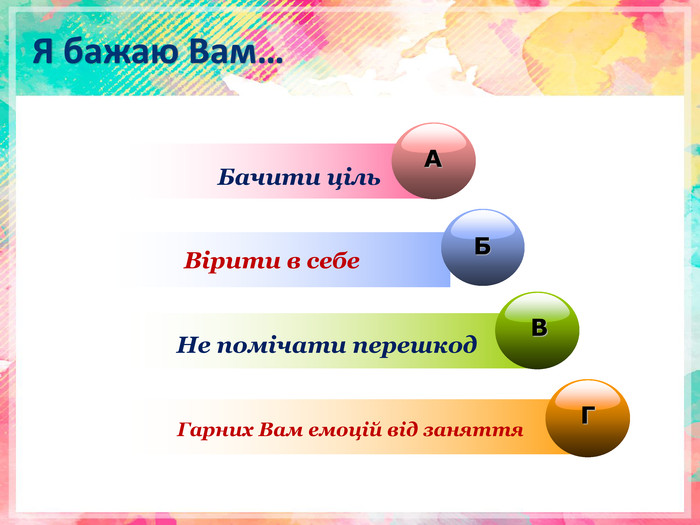 Я бажаю Вам...
Бачити ціль
А
Вірити в себе
Б
Не помічати перешкод
В
Гарних Вам емоцій від заняття
Г